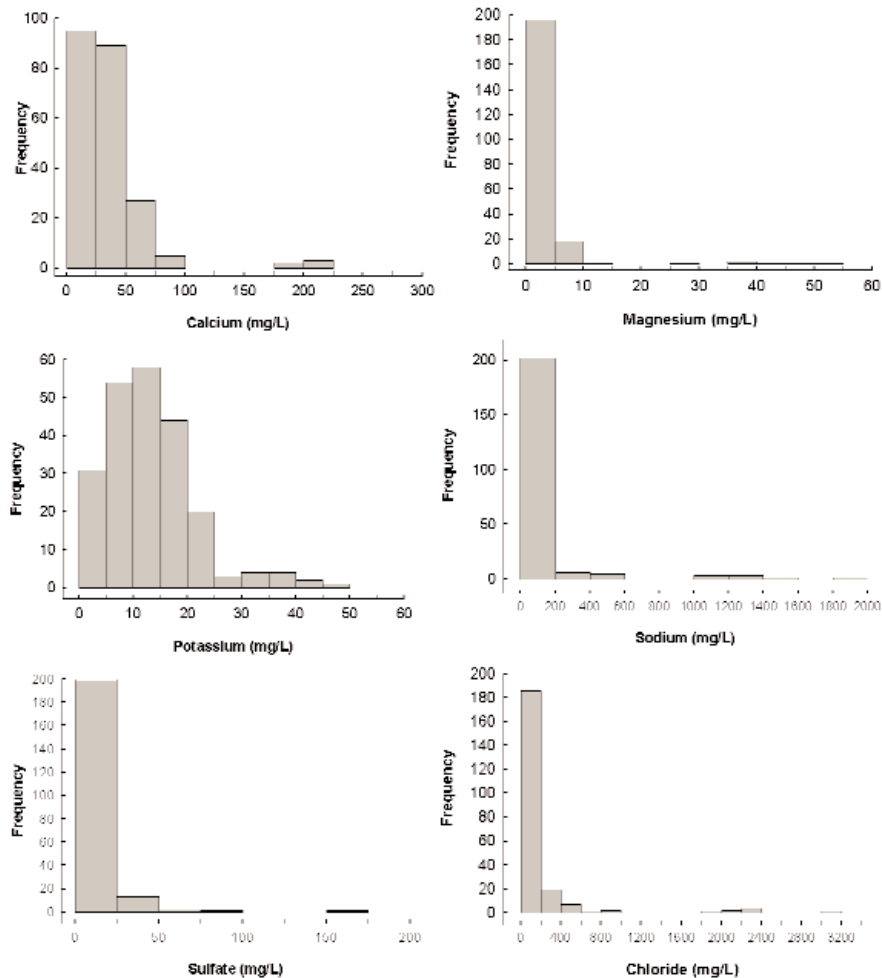 100
80
60
40
20
0
Frequency
0 50 100 150 200 250 300
Calcium (mg/L)
200
180
160
140
120
100
80
60
40
20
0
Frequency
0 10 20 30 40 50 60
Magnesium (mg/L)
60
50
40
30
20
10
0
Frequency
0 10 20 30 40 50 60
Potassium (mg/L)
200
150
100
50
0
Frequency
0 200 400 600 800 1000 1200 1400 1600 1800 2000
Sodium (mg/L)
200
180
160
140
120
100
80
60
40
20
0
Frequency
0 50 100 150 200
Sulfate (mg/L)
200
180
160
140
120
100
80
60
40
20
0
Frequency
0 400 800 1200 1600 2000 2400 2800 3200
Chloride (mg/L)